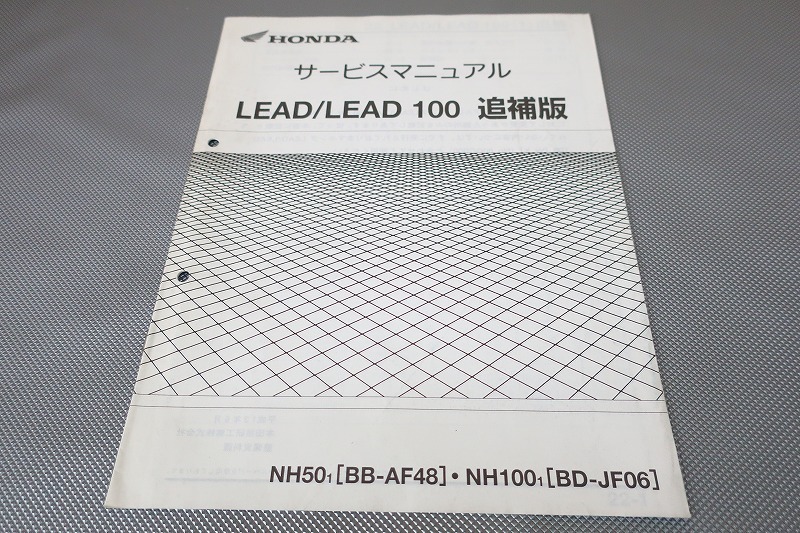 HONDA
サービスマニュアル
LEAD/LEAD 100 追補版
NH50₁[BB-AF48]・NH100₁[BD-JF06]